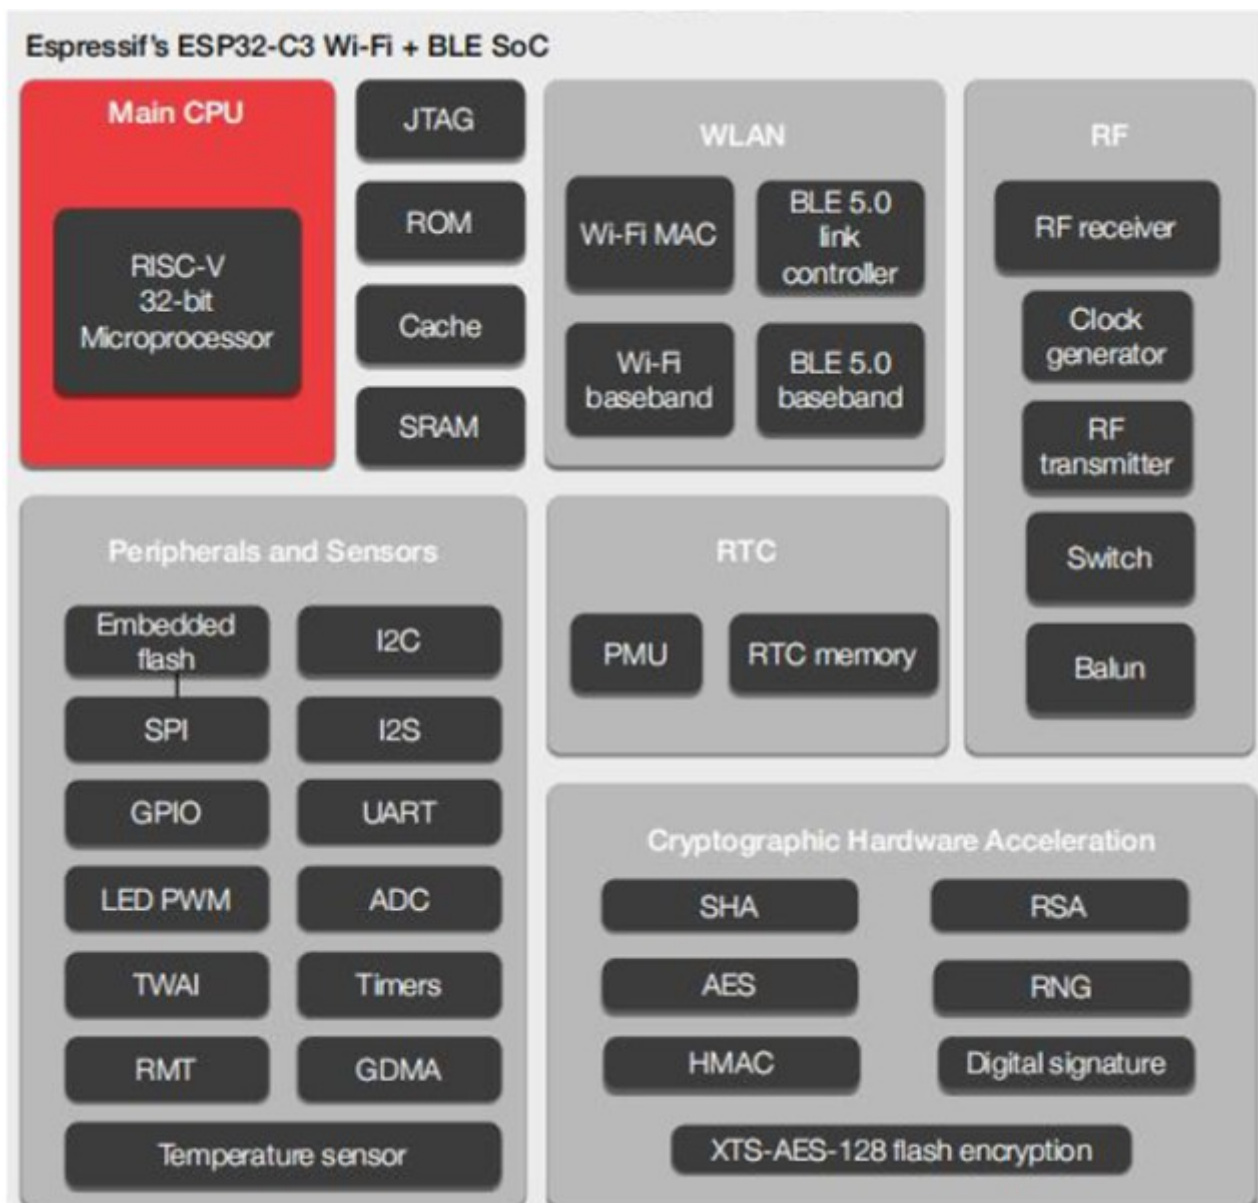 Espressif's ESP32-C3 Wi-Fi + BLE SoC
Main CPU
RISC-V
32-bit
Microprocessor
JTAG
ROM
Cache
SRAM
WLAN
Wi-Fi MAC
BLE 5.0
link
controller
Wi-Fi
baseband
BLE 5.0
baseband
RF
RF receiver
Clock
generator
RF
transmitter
Switch
Balun
Peripherals and Sensors
Embedded
flash
I2C
SPI
I2S
GPIO
UART
LED PWM
ADC
TWAI
Timers
RMT
GDMA
Temperature sensor
RTC
PMU
RTC memory
Cryptographic Hardware Acceleration
SHA
RSA
AES
RNG
HMAC
Digital signature
XTS-AES-128 flash encryption